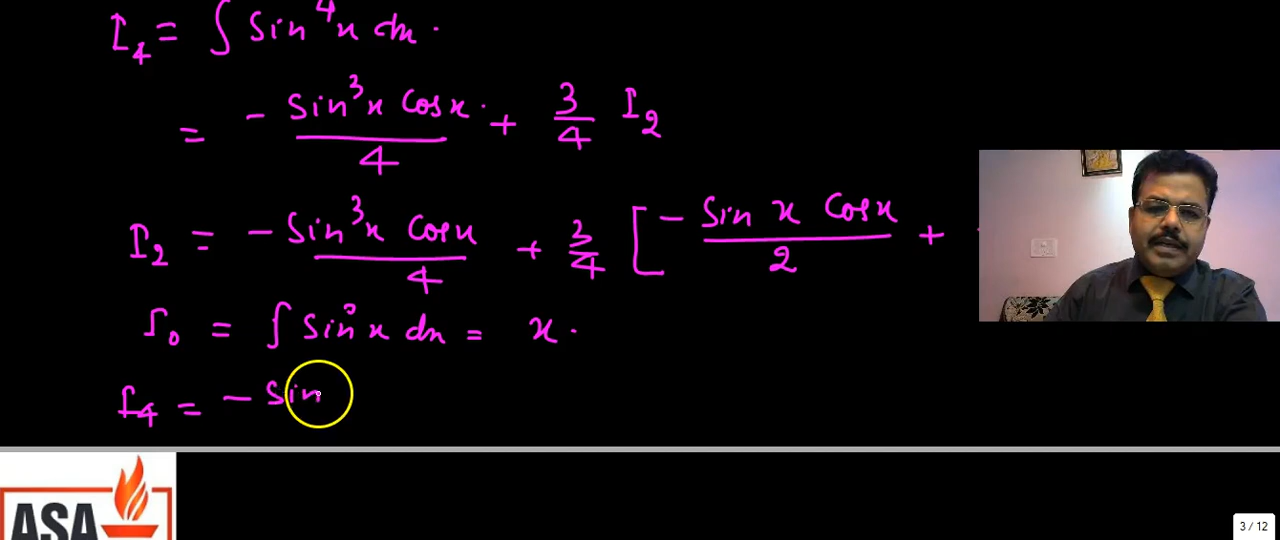 I₄ = ∫ Sin⁴x dx.
= - Sin³x Cosx. / 4 + 3/4 I₂
I₂ = - Sin³x Cosx / 4 + 3/4 [ - Sin x Cosx / 2 +
I₀ = ∫ Sin⁰x dx = x.
I₄ = - Sin
ASA
3 / 12